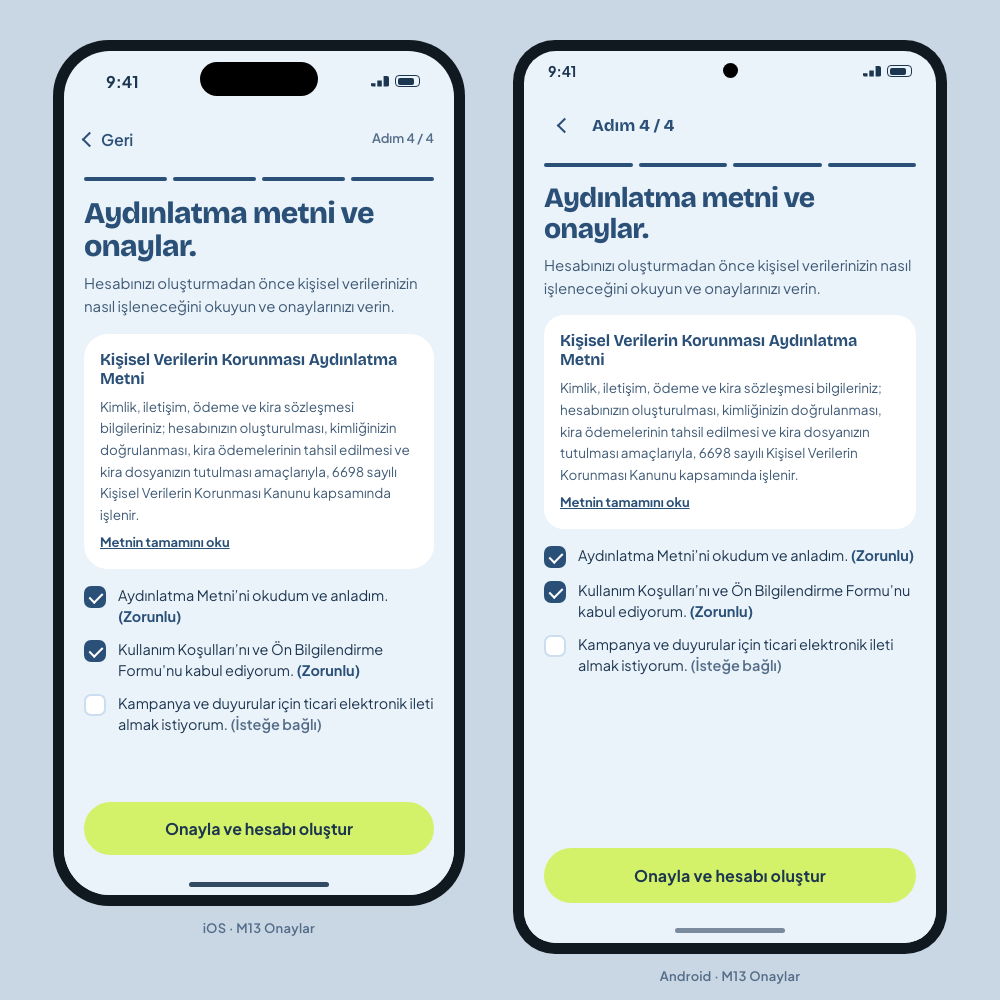 9:41
Geri
Adım 4 / 4
Aydınlatma metni ve
onaylar.
Hesabınızı oluşturmadan önce kişisel verilerinizin
nasıl işleneceğini okuyun ve onaylarınızı verin.
Kişisel Verilerin Korunması Aydınlatma
Metni
Kimlik, iletişim, ödeme ve kira sözleşmesi
bilgileriniz; hesabınızın oluşturulması, kimliğinizin
doğrulanması, kira ödemelerinin tahsil edilmesi ve
kira dosyanızın tutulması amaçlarıyla, 6698 sayılı
Kişisel Verilerin Korunması Kanunu kapsamında
işlenir.
Metnin tamamını oku
Aydınlatma Metni’ni okudum ve anladım.
(Zorunlu)
Kullanım Koşulları’nı ve Ön Bilgilendirme
Formu’nu kabul ediyorum. (Zorunlu)
Kampanya ve duyurular için ticari elektronik ileti
almak istiyorum. (İsteğe bağlı)
Onayla ve hesabı oluştur
iOS · M13 Onaylar
9:41
Adım 4 / 4
Aydınlatma metni ve
onaylar.
Hesabınızı oluşturmadan önce kişisel verilerinizin nasıl
işleneceğini okuyun ve onaylarınızı verin.
Kişisel Verilerin Korunması Aydınlatma
Metni
Kimlik, iletişim, ödeme ve kira sözleşmesi bilgileriniz;
hesabınızın oluşturulması, kimliğinizin doğrulanması,
kira ödemelerinin tahsil edilmesi ve kira dosyanızın
tutulması amaçlarıyla, 6698 sayılı Kişisel Verilerin
Korunması Kanunu kapsamında işlenir.
Metnin tamamını oku
Aydınlatma Metni’ni okudum ve anladım. (Zorunlu)
Kullanım Koşulları’nı ve Ön Bilgilendirme Formu’nu
kabul ediyorum. (Zorunlu)
Kampanya ve duyurular için ticari elektronik ileti
almak istiyorum. (İsteğe bağlı)
Onayla ve hesabı oluştur
Android · M13 Onaylar